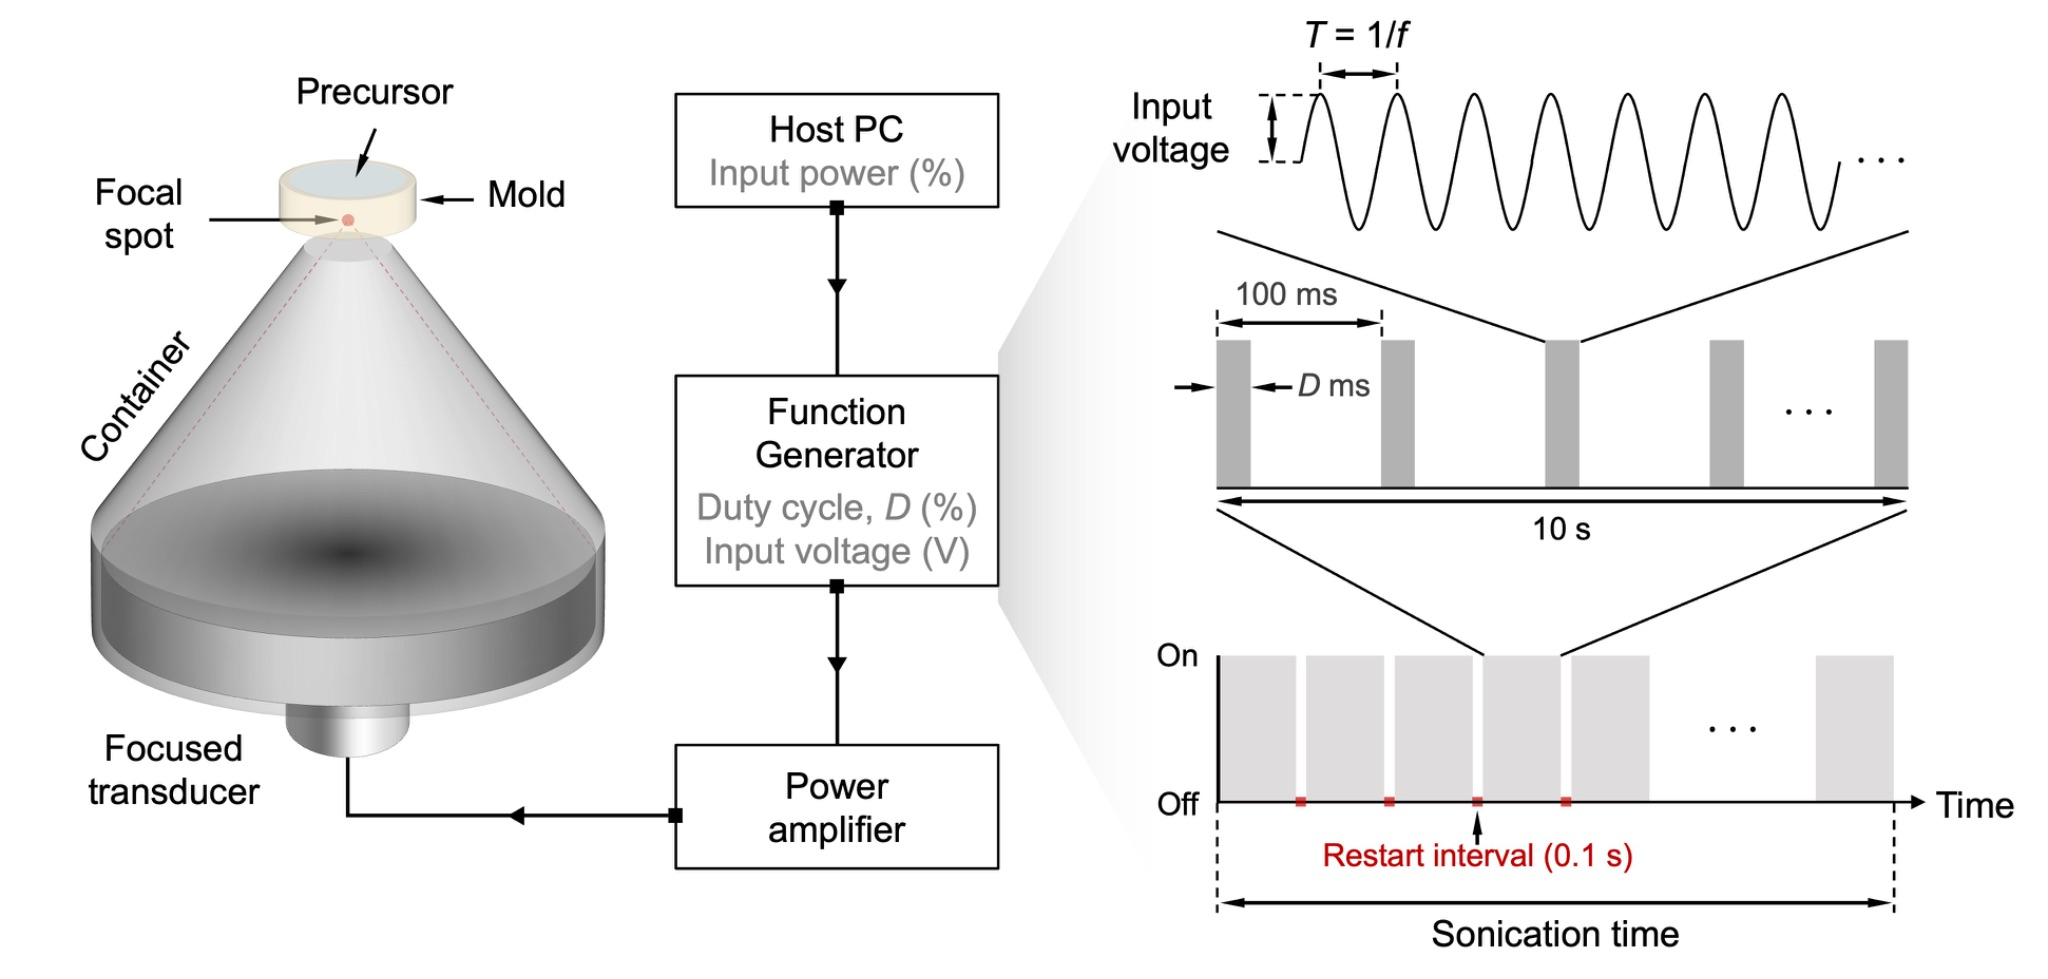 Precursor
Focal
spot
Mold
Container
Focused
transducer
Host PC
Input power (%)
Function
Generator
Duty cycle, D (%)
Input voltage (V)
Power
amplifier
T = 1/f
Input
voltage
...
100 ms
D ms
...
10 s
On
...
Off
Time
Restart interval (0.1 s)
Sonication time